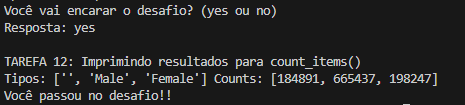 Você vai encarar o desafio? (yes ou no)
Resposta: yes
TAREFA 12: Imprimindo resultados para count_items()
Tipos: ['', 'Male', 'Female'] Counts: [184891, 665437, 198247]
Você passou no desafio!!